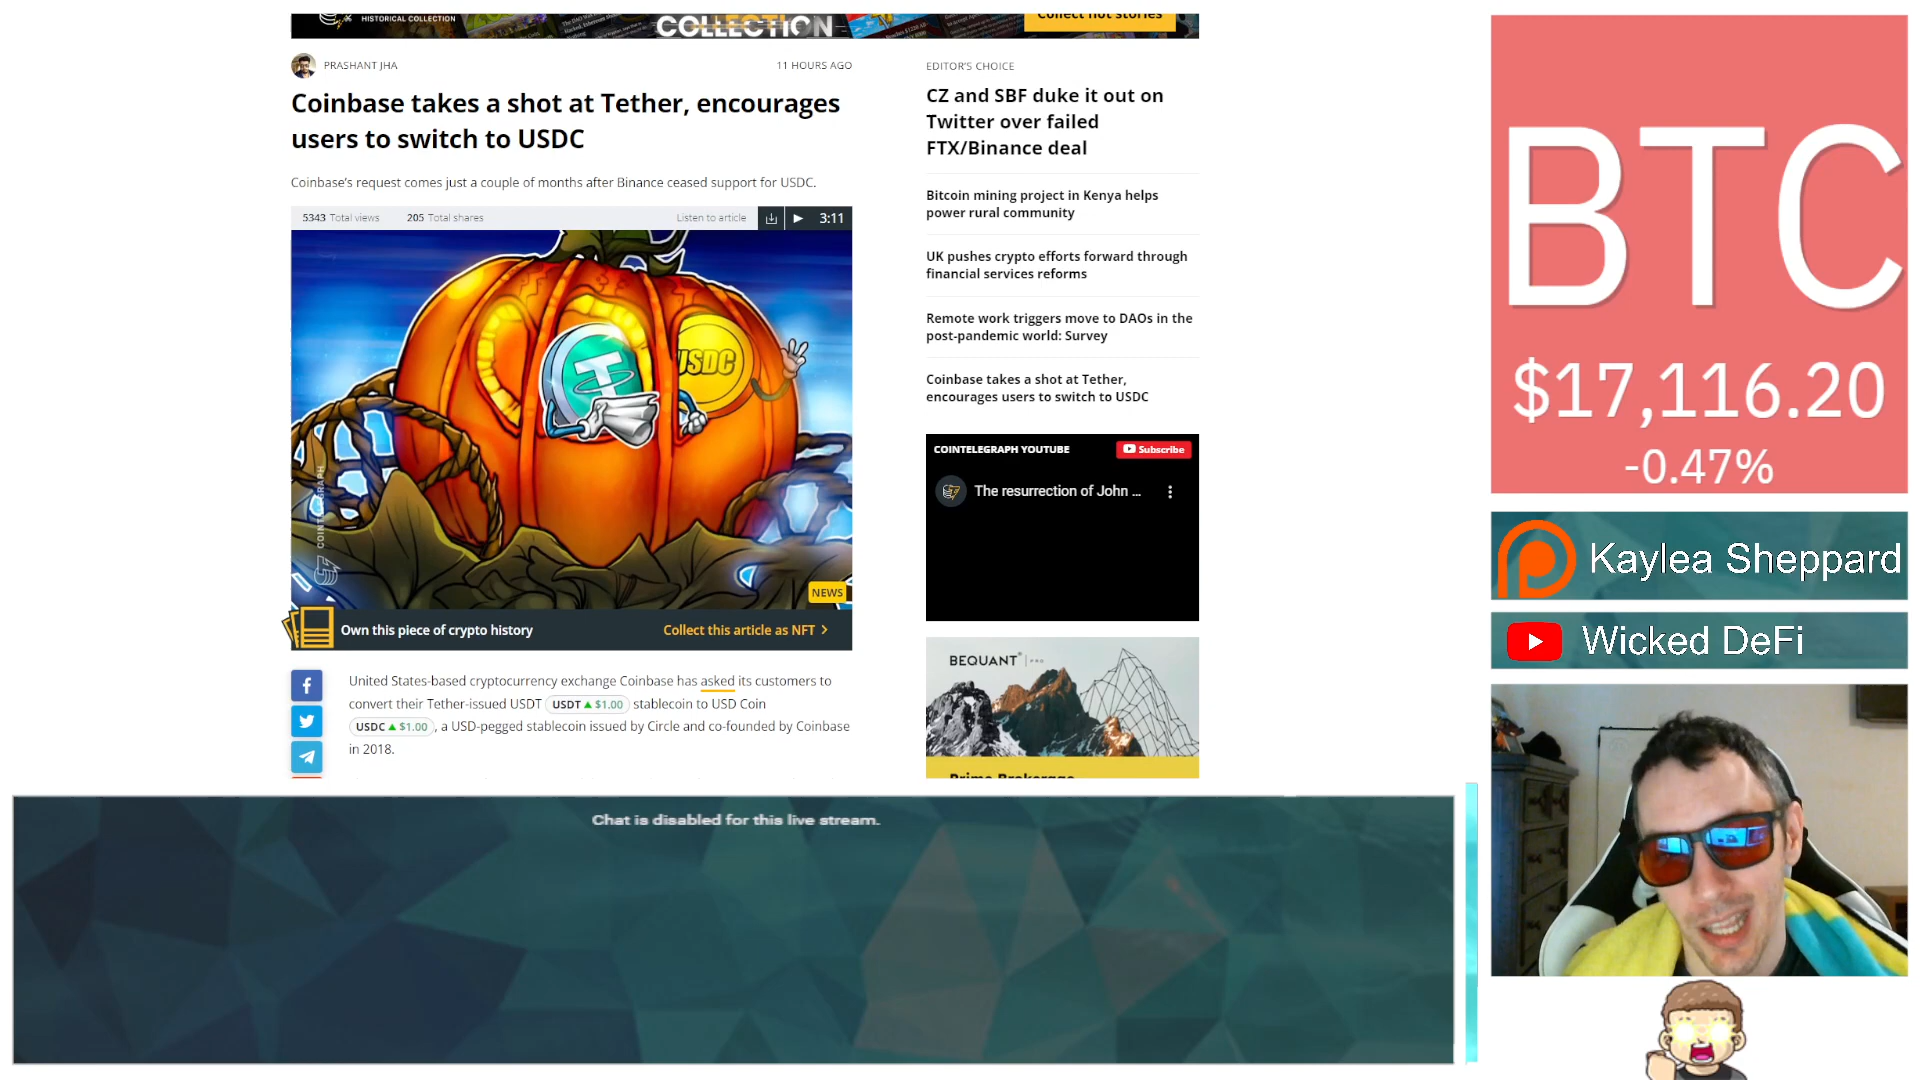 HISTORICAL COLLECTION
COLLECTION
Collect hot stories
PRASHANT JHA
11 HOURS AGO
Coinbase takes a shot at Tether, encourages
users to switch to USDC
Coinbase's request comes just a couple of months after Binance ceased support for USDC.
5343 Total views 205 Total shares
Listen to article
3:11
USDC
COINTELEGRAPH
NEWS
Own this piece of crypto history
Collect this article as NFT >
United States-based cryptocurrency exchange Coinbase has asked its customers to
convert their Tether-issued USDT USDT ▲ $1.00 stablecoin to USD Coin
USDC ▲ $1.00 , a USD-pegged stablecoin issued by Circle and co-founded by Coinbase
in 2018.
EDITOR'S CHOICE
CZ and SBF duke it out on
Twitter over failed
FTX/Binance deal
Bitcoin mining project in Kenya helps
power rural community
UK pushes crypto efforts forward through
financial services reforms
Remote work triggers move to DAOs in the
post-pandemic world: Survey
Coinbase takes a shot at Tether,
encourages users to switch to USDC
COINTELEGRAPH YOUTUBE
Subscribe
The resurrection of John ...
BEQUANT PRO
Prime Brokerage
BTC
$17,116.20
-0.47%
Kaylea Sheppard
Wicked DeFi
Chat is disabled for this live stream.